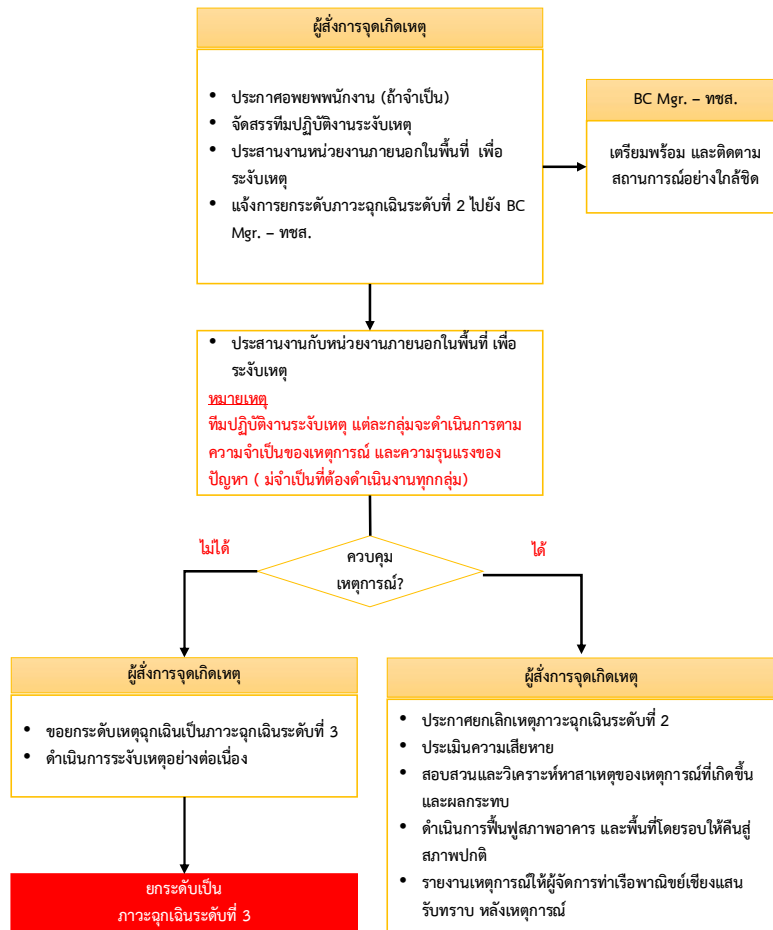 ผู้สั่งการจุดเกิดเหตุ
• ประกาศอพยพพนักงาน (ถ้าจำเป็น)
• จัดสรรทีมปฏิบัติงานระงับเหตุ
• ประสานงานหน่วยงานภายนอกในพื้นที่ เพื่อ
ระงับเหตุ
• แจ้งการยกระดับภาวะฉุกเฉินระดับที่ 2 ไปยัง BC
Mgr. – ทชส.
BC Mgr. – ทชส.
เตรียมพร้อม และติดตาม
สถานการณ์อย่างใกล้ชิด
• ประสานงานกับหน่วยงานภายนอกในพื้นที่ เพื่อ
ระงับเหตุ
หมายเหตุ
ทีมปฏิบัติงานระงับเหตุ แต่ละกลุ่มจะดำเนินการตาม
ความจำเป็นของเหตุการณ์ และความรุนแรงของ
ปัญหา ( ม่จำเป็นที่ต้องดำเนินงานทุกกลุ่ม)
ควบคุม
เหตุการณ์?
ไม่ได้
ได้
ผู้สั่งการจุดเกิดเหตุ
• ขอยกระดับเหตุฉุกเฉินเป็นภาวะฉุกเฉินระดับที่ 3
• ดำเนินการระงับเหตุอย่างต่อเนื่อง
ยกระดับเป็น
ภาวะฉุกเฉินระดับที่ 3
ผู้สั่งการจุดเกิดเหตุ
• ประกาศยกเลิกเหตุภาวะฉุกเฉินระดับที่ 2
• ประเมินความเสียหาย
• สอบสวนและวิเคราะห์หาสาเหตุของเหตุการณ์ที่เกิดขึ้น
และผลกระทบ
• ดำเนินการฟื้นฟูสภาพอาคาร และพื้นที่โดยรอบให้คืนสู่
สภาพปกติ
• รายงานเหตุการณ์ให้ผู้จัดการท่าเรือพาณิชย์เชียงแสน
รับทราบ หลังเหตุการณ์